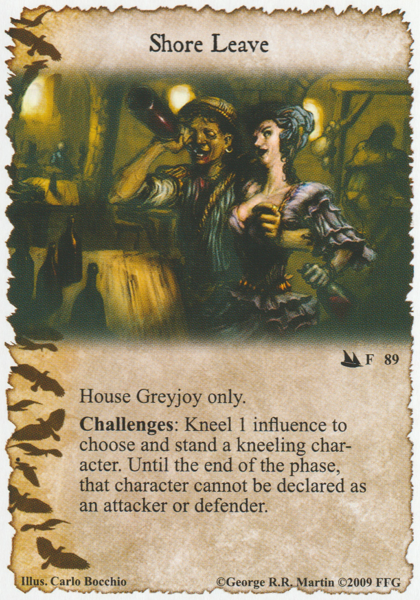 Shore Leave
F 89
House Greyjoy only.
Challenges: Kneel 1 influence to
choose and stand a kneeling char-
acter. Until the end of the phase,
that character cannot be declared as
an attacker or defender.
Illus. Carlo Bocchio ©George R.R. Martin ©2009 FFG